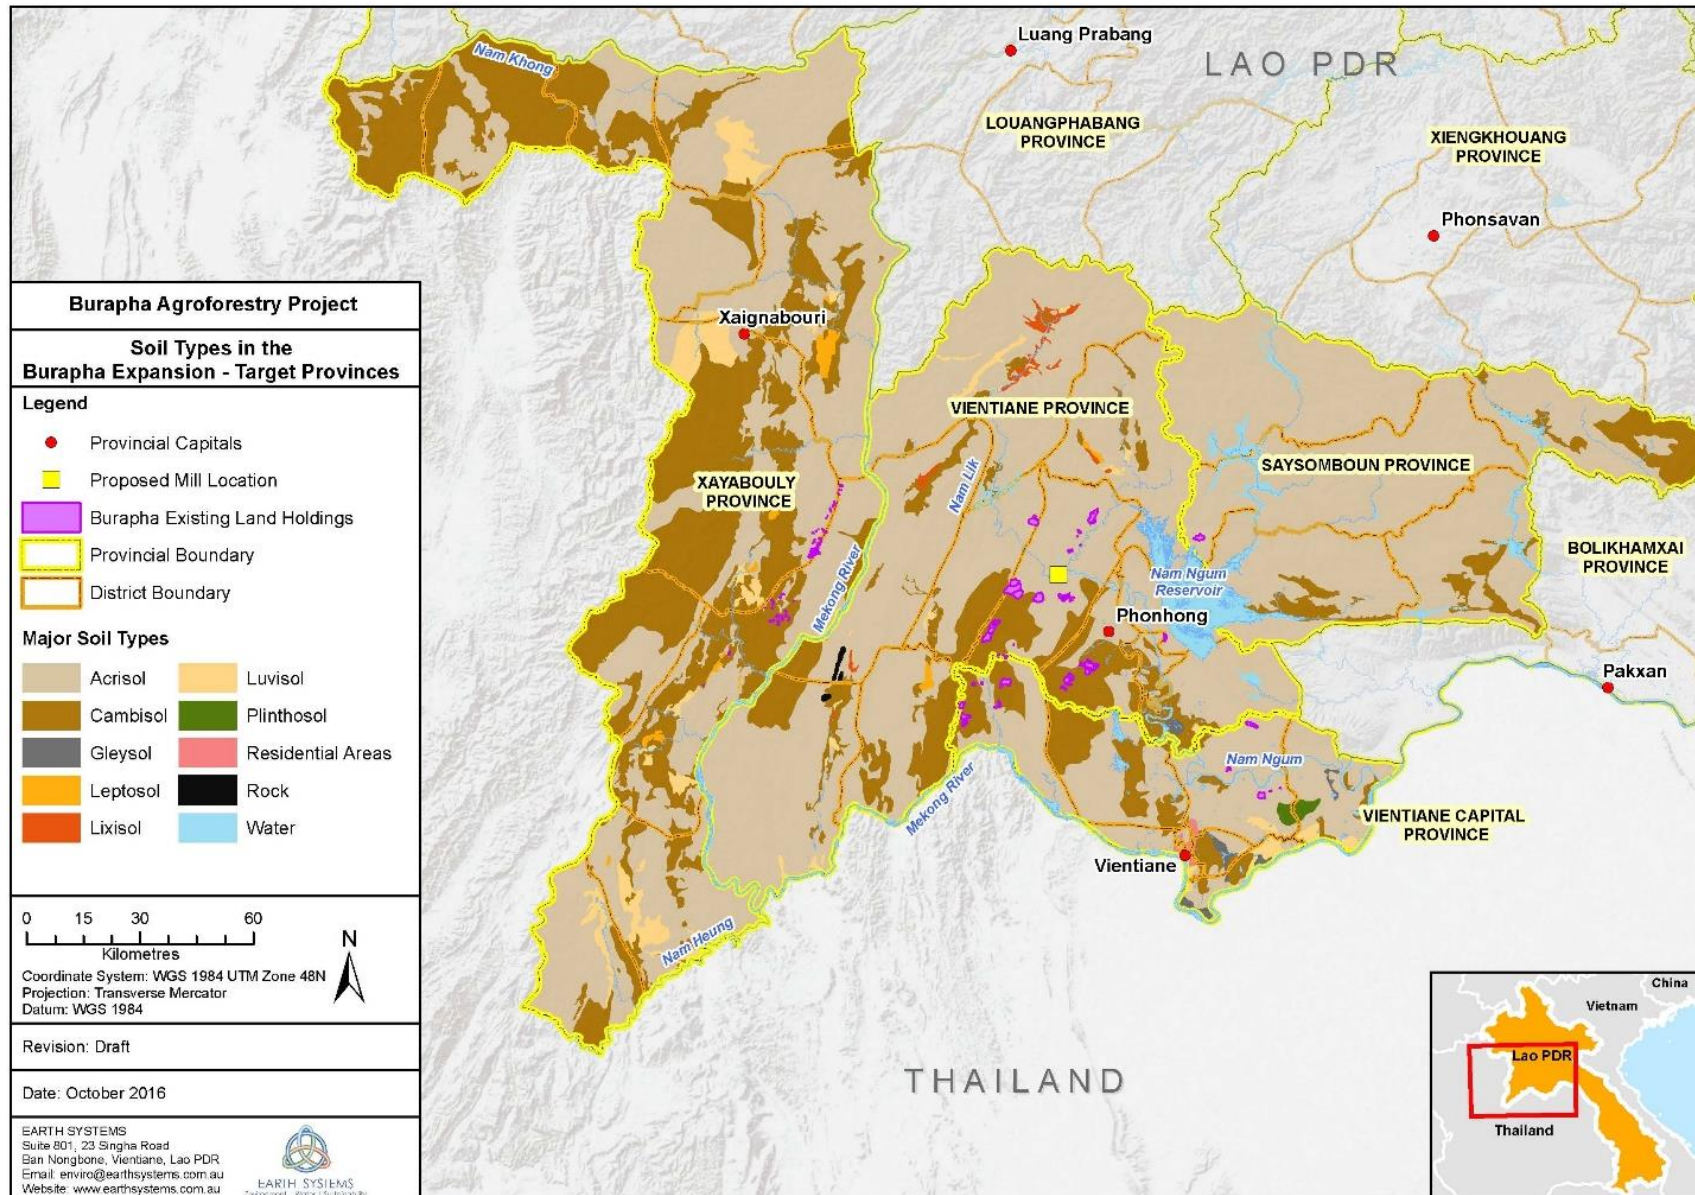 Luang Prabang
LAO PDR
Nam Khong
LOUANGPHABANG
PROVINCE
XIENGKHOUANG
PROVINCE
Phonsavan
Burapha Agroforestry Project
Soil Types in the
Burapha Expansion - Target Provinces
Legend
Provincial Capitals
Proposed Mill Location
Burapha Existing Land Holdings
Provincial Boundary
District Boundary
Major Soil Types
Acrisol
Luvisol
Cambisol
Plinthosol
Gleysol
Residential Areas
Leptosol
Rock
Lixisol
Water
Xaignabouri
VIENTIANE PROVINCE
XAYABOULY
PROVINCE
Nam Lik
SAYSOMBOUN PROVINCE
BOLIKHAMXAI
PROVINCE
Mekong River
Nam Ngum
Reservoir
Phonhong
Pakxan
Nam Ngum
Mekong River
VIENTIANE CAPITAL
PROVINCE
Vientiane
Nam Heung
THAILAND
0 15 30 60
Kilometres
N
Coordinate System: WGS 1984 UTM Zone 48N
Projection: Transverse Mercator
Datum: WGS 1984
Revision: Draft
Date: October 2016
EARTH SYSTEMS
Suite 801, 23 Singha Road
Ban Nongbone, Vientiane, Lao PDR
Email: enviro@earthsystems.com.au
Website: www.earthsystems.com.au
EARTH SYSTEMS
China
Vietnam
Lao PDR
Thailand